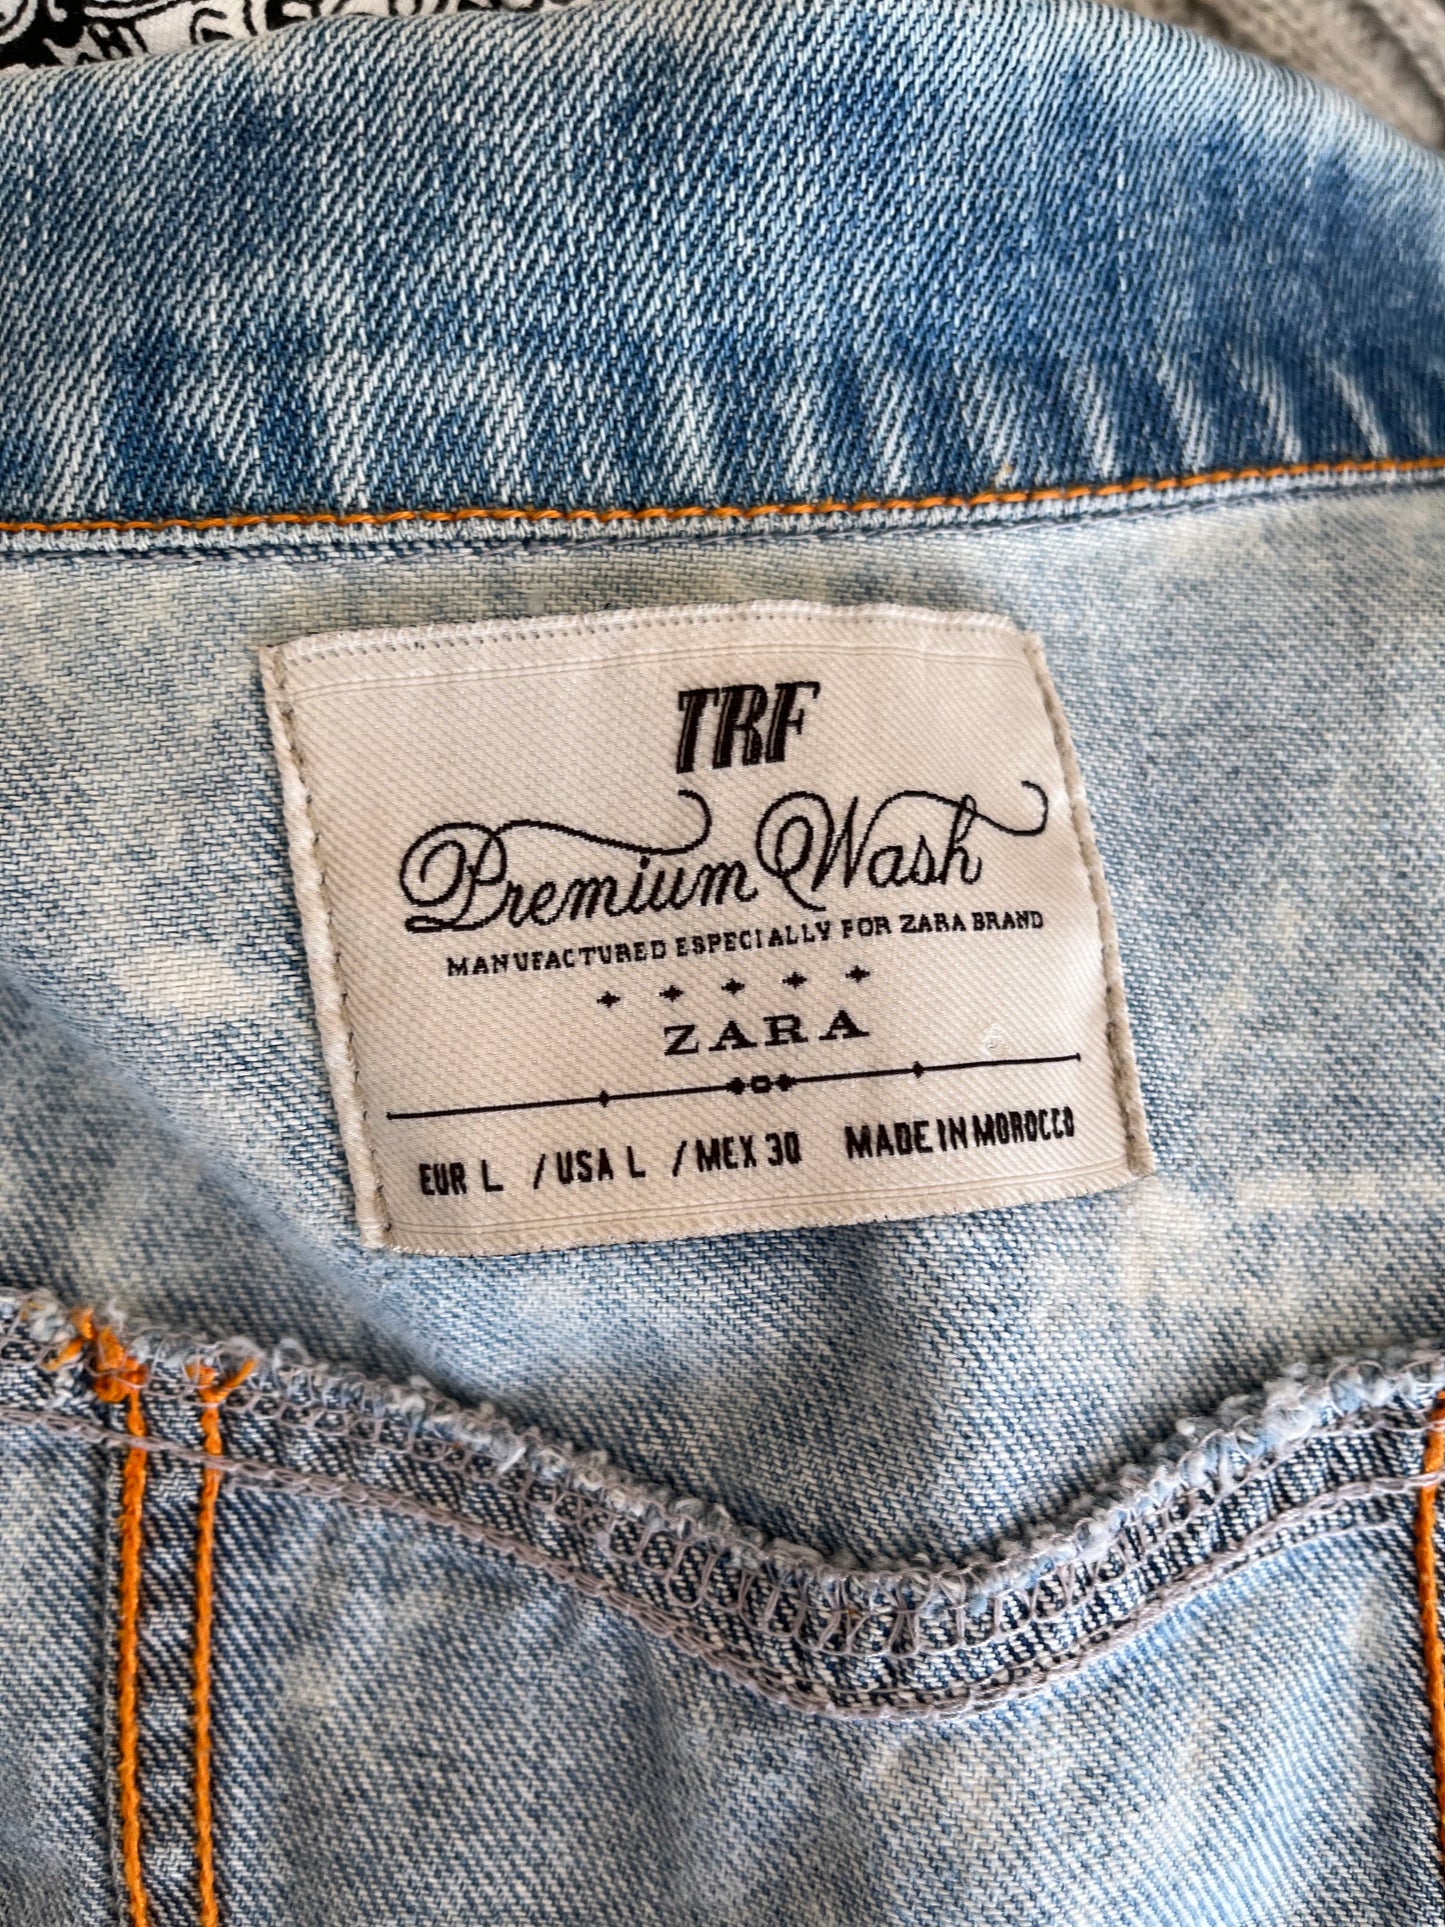 TRF
Premium Wash
MANUFACTURED ESPECIALLY FOR ZARA BRAND
ZARA
EUR L / USA L / MEX 30 MADE IN MOROCCO